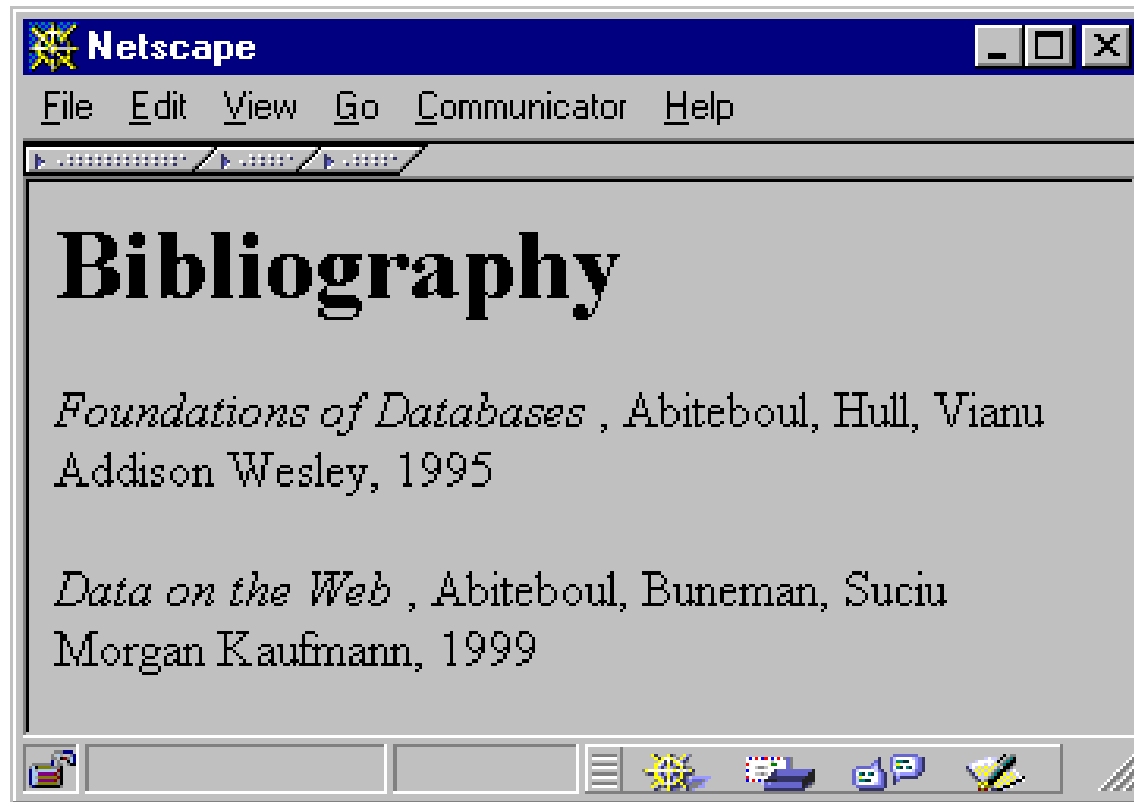 Netscape
File Edit View Go Communicator Help
Bibliography
Foundations of Databases , Abiteboul, Hull, Vianu
Addison Wesley, 1995
Data on the Web , Abiteboul, Buneman, Suciu
Morgan Kaufmann, 1999